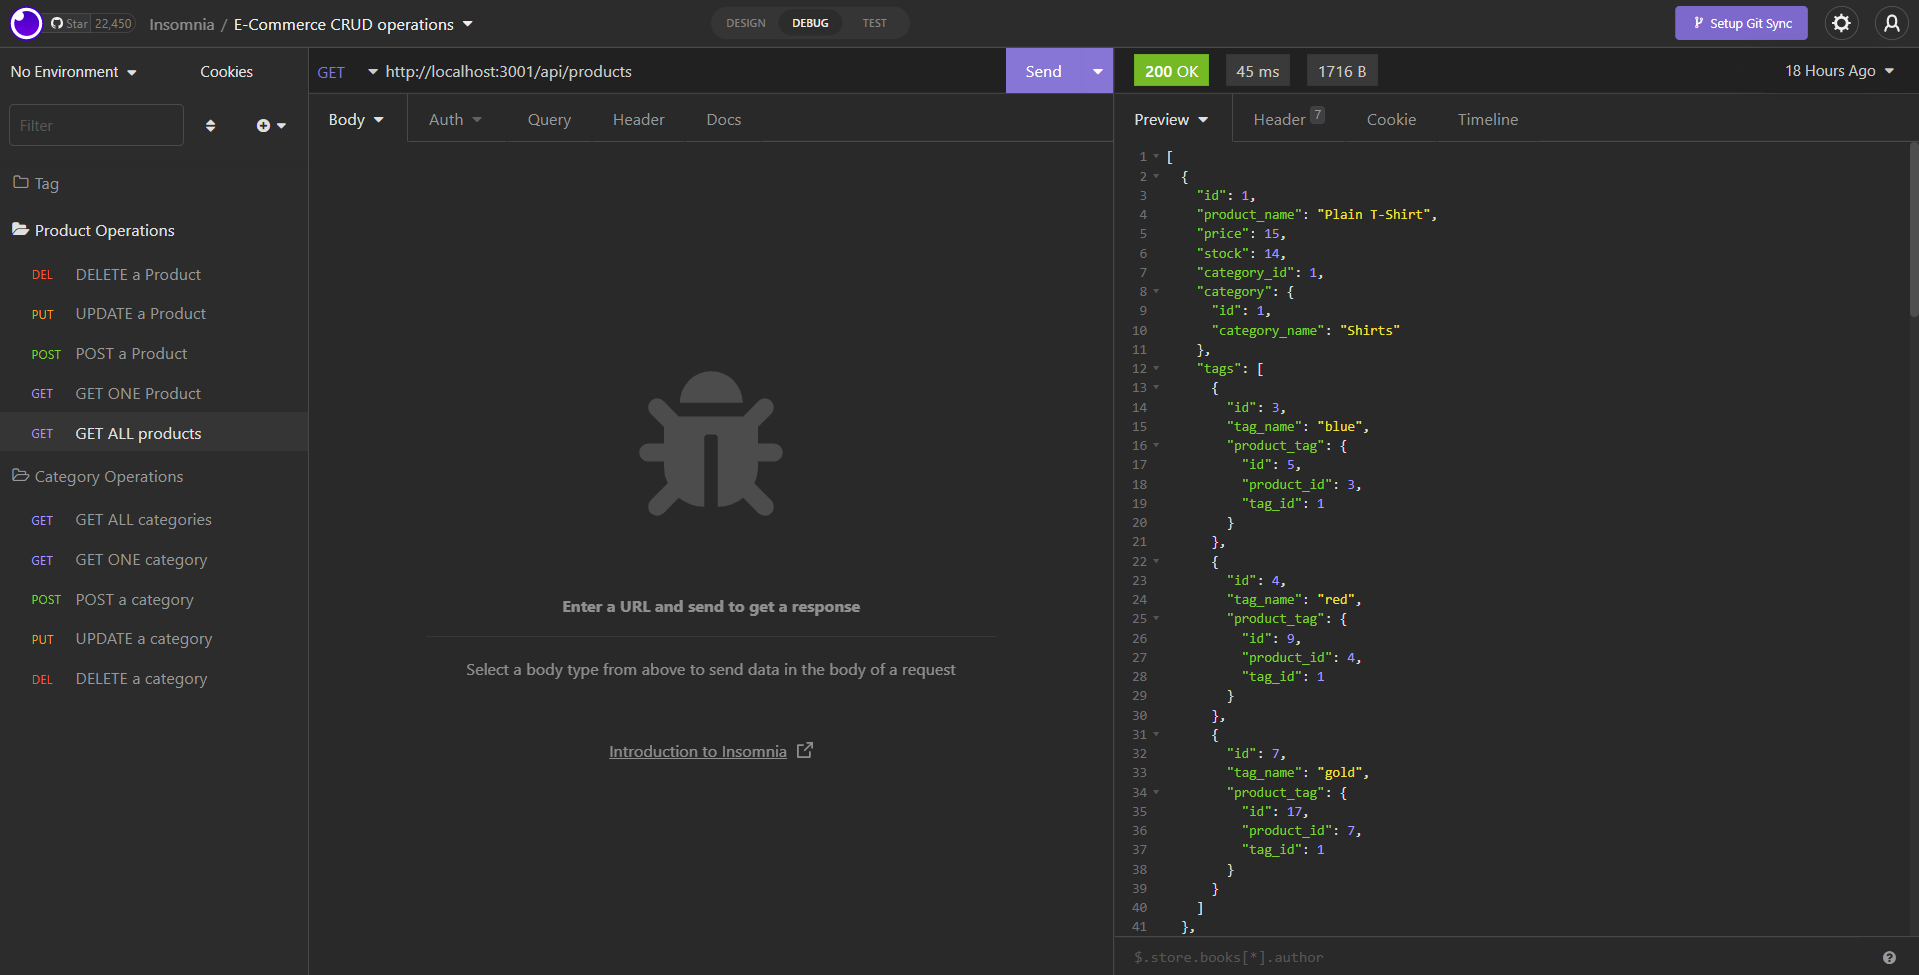 Star 22,450 Insomnia / E-Commerce CRUD operations DESIGN DEBUG TEST Setup Git Sync
No Environment Cookies
Filter
Tag
Product Operations
DEL DELETE a Product
PUT UPDATE a Product
POST POST a Product
GET GET ONE Product
GET GET ALL products
Category Operations
GET GET ALL categories
GET GET ONE category
POST POST a category
PUT UPDATE a category
DEL DELETE a category
GET http://localhost:3001/api/products Send
Body Auth Query Header Docs
Enter a URL and send to get a response
Select a body type from above to send data in the body of a request
Introduction to Insomnia
200 OK 45 ms 1716 B 18 Hours Ago
Preview Header 7 Cookie Timeline
1 [
2 {
3 "id": 1,
4 "product_name": "Plain T-Shirt",
5 "price": 15,
6 "stock": 14,
7 "category_id": 1,
8 "category": {
9 "id": 1,
10 "category_name": "Shirts"
11 },
12 "tags": [
13 {
14 "id": 3,
15 "tag_name": "blue",
16 "product_tag": {
17 "id": 5,
18 "product_id": 3,
19 "tag_id": 1
20 }
21 },
22 {
23 "id": 4,
24 "tag_name": "red",
25 "product_tag": {
26 "id": 9,
27 "product_id": 4,
28 "tag_id": 1
29 }
30 },
31 {
32 "id": 7,
33 "tag_name": "gold",
34 "product_tag": {
35 "id": 17,
36 "product_id": 7,
37 "tag_id": 1
38 }
39 }
40 ]
41 },
$.store.books[*].author